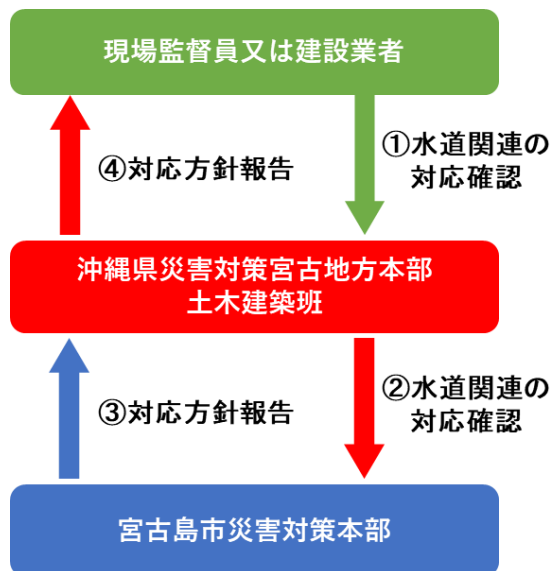 現場監督員又は建設業者
①水道関連の
対応確認
④対応方針報告
沖縄県災害対策宮古地方本部
土木建築班
②水道関連の
対応確認
③対応方針報告
宮古島市災害対策本部